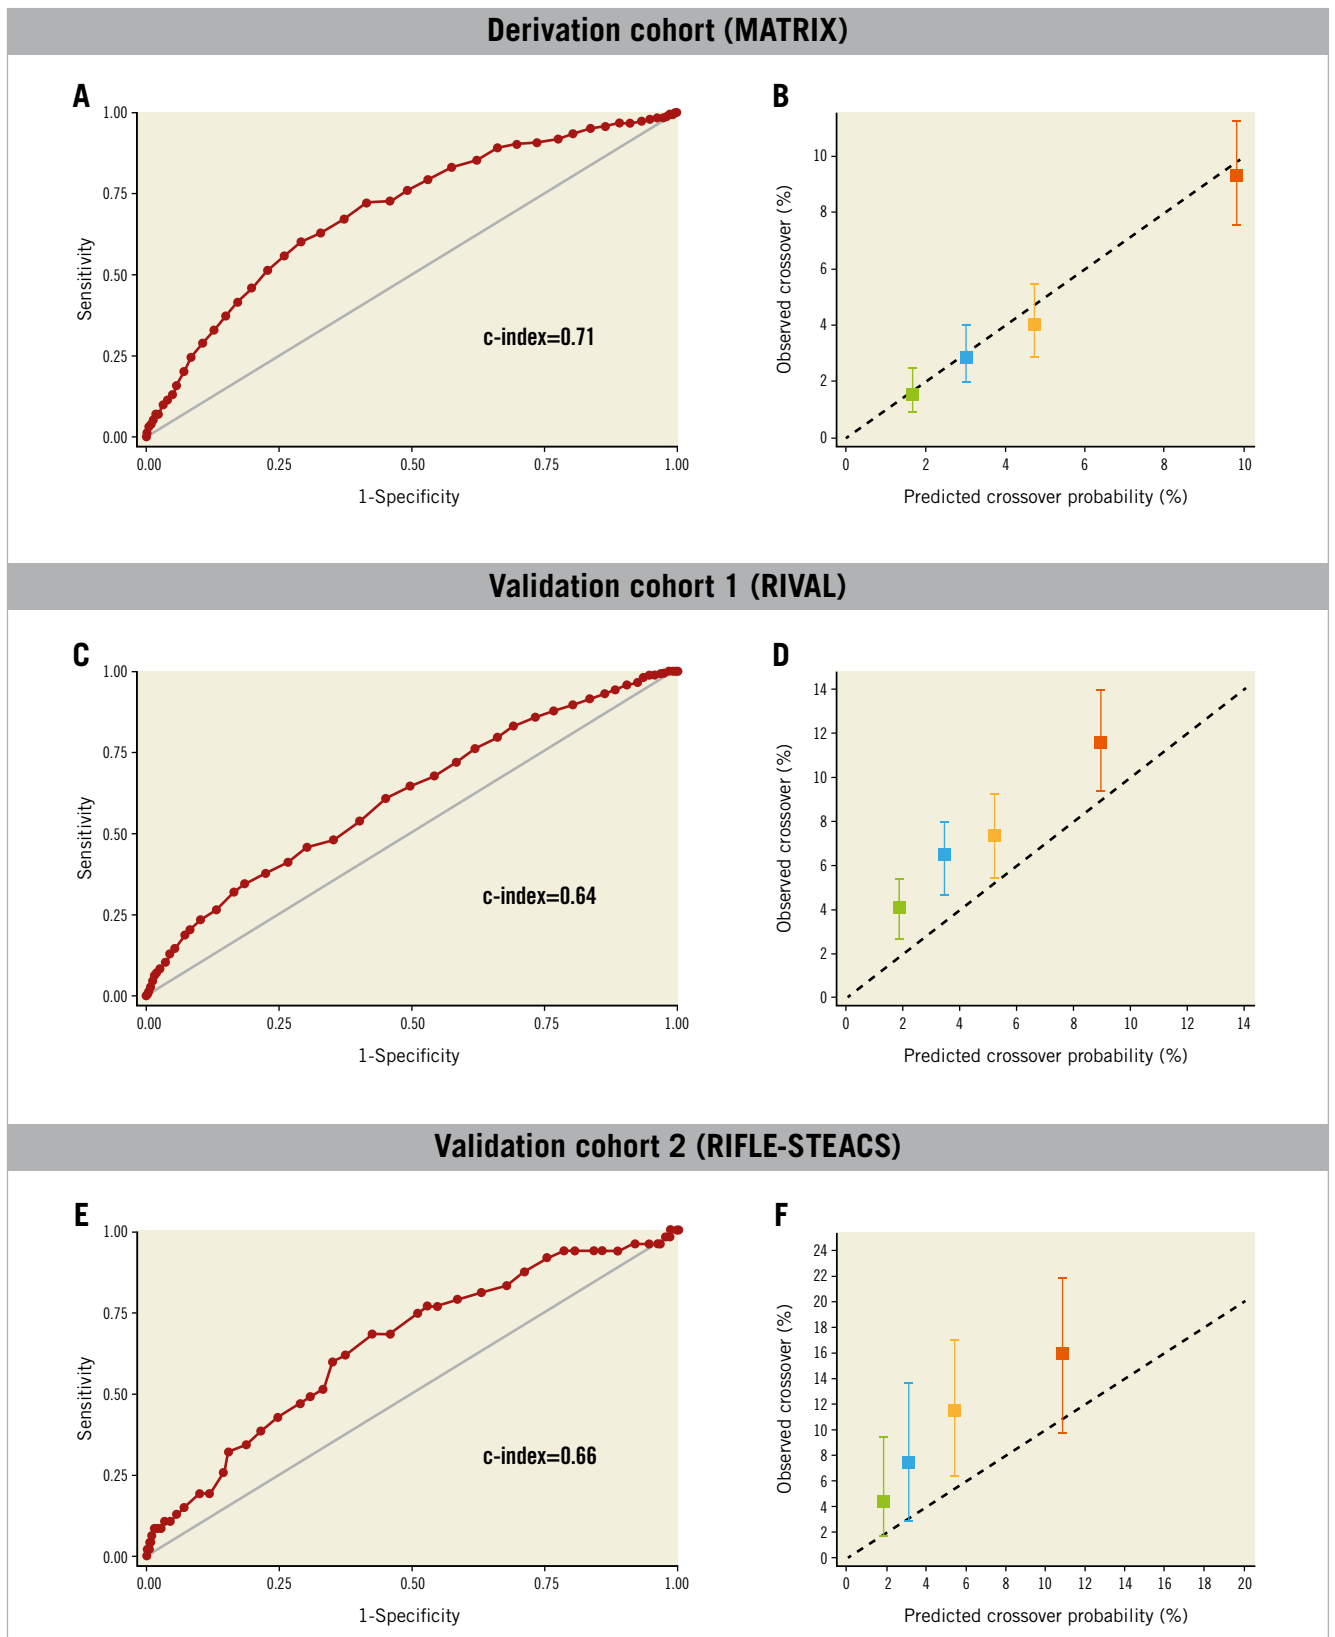 Derivation cohort (MATRIX)
A
B
1.00
0.75
0.50
0.25
0.00
Sensitivity
c-index=0.71
0.00 0.25 0.50 0.75 1.00
1-Specificity
10
8
6
4
2
0
Observed crossover (%)
0 2 4 6 8 10
Predicted crossover probability (%)
Validation cohort 1 (RIVAL)
C
D
1.00
0.75
0.50
0.25
0.00
Sensitivity
c-index=0.64
0.00 0.25 0.50 0.75 1.00
1-Specificity
14
12
10
8
6
4
2
0
Observed crossover (%)
0 2 4 6 8 10 12 14
Predicted crossover probability (%)
Validation cohort 2 (RIFLE-STEACS)
E
F
1.00
0.75
0.50
0.25
0.00
Sensitivity
c-index=0.66
0.00 0.25 0.50 0.75 1.00
1-Specificity
24
22
20
18
16
14
12
10
8
6
4
2
0
Observed crossover (%)
0 2 4 6 8 10 12 14 16 18 20
Predicted crossover probability (%)